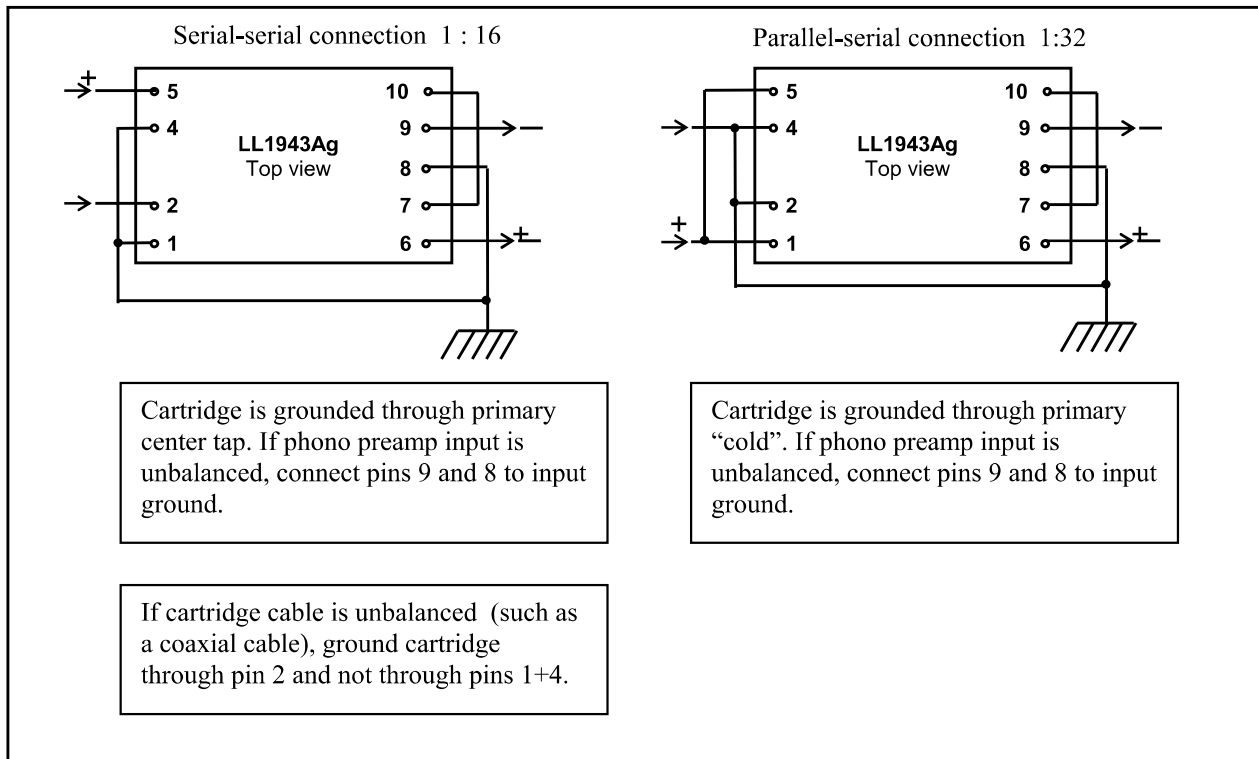 Serial-serial connection 1 : 16
+
5
4
2
1
LL1943Ag
Top view
10
9
8
7
6
+
Cartridge is grounded through primary
center tap. If phono preamp input is
unbalanced, connect pins 9 and 8 to input
ground.
If cartridge cable is unbalanced (such as
a coaxial cable), ground cartridge
through pin 2 and not through pins 1+4.
Parallel-serial connection 1:32
5
4
2
+
1
LL1943Ag
Top view
10
9
8
7
6
+
Cartridge is grounded through primary
“cold”. If phono preamp input is
unbalanced, connect pins 9 and 8 to input
ground.